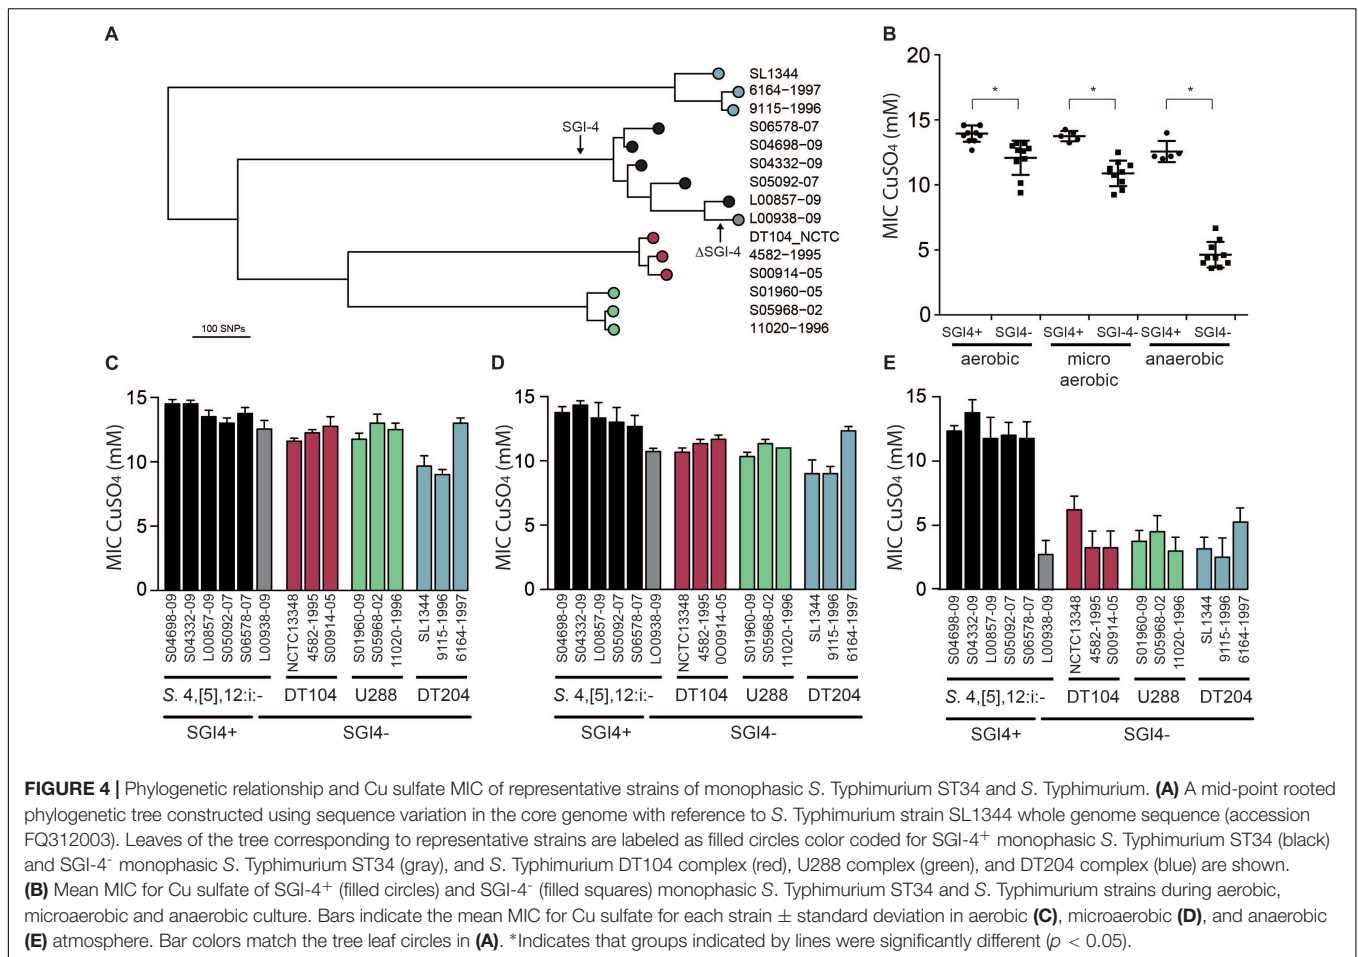 A
SL1344
6164-1997
9115-1996
S06578-07
SGI-4
S04698-09
S04332-09
S05092-07
L00857-09
L00938-09
DT104_NCTC
ΔSGI-4
4582-1995
S00914-05
S01960-05
S05968-02
11020-1996
100 SNPs
B
MIC CuSO4 (mM)
20
15
10
5
0
* * *
SGI4+ SGI4- SGI4+ SGI-4- SGI4+ SGI4-
aerobic micro aerobic anaerobic
C
MIC CuSO4 (mM)
15
10
5
0
S04698-09
S04332-09
L00857-09
S05092-07
S06578-07
L00938-09
NCTC13348
4582-1995
S00914-05
S01960-09
S05968-02
11020-1996
SL1344
9115-1996
6164-1997
S. 4,[5],12:i:- DT104 U288 DT204
SGI4+ SGI4-
D
MIC CuSO4 (mM)
15
10
5
0
S04698-09
S04332-09
L00857-09
S05092-07
S06578-07
LO0938-09
NCTC13348
4582-1995
0O0914-05
S01960-09
S05968-02
11020-1996
SL1344
9115-1996
6164-1997
S. 4,[5],12:i:- DT104 U288 DT204
SGI4+ SGI4-
E
MIC CuSO4 (mM)
15
10
5
0
S04698-09
S04332-09
L00857-09
S05092-07
S06578-07
L00938-09
NCTC13348
4582-1995
S00914-05
S01960-09
S05968-02
11020-1996
SL1344
9115-1996
6164-1997
S. 4,[5],12:i:- DT104 U288 DT204
SGI4+ SGI4-
FIGURE 4 | Phylogenetic relationship and Cu sulfate MIC of representative strains of monophasic S. Typhimurium ST34 and S. Typhimurium. (A) A mid-point rooted
phylogenetic tree constructed using sequence variation in the core genome with reference to S. Typhimurium strain SL1344 whole genome sequence (accession
FQ312003). Leaves of the tree corresponding to representative strains are labeled as filled circles color coded for SGI-4+ monophasic S. Typhimurium ST34 (black)
and SGI-4- monophasic S. Typhimurium ST34 (gray), and S. Typhimurium DT104 complex (red), U288 complex (green), and DT204 complex (blue) are shown.
(B) Mean MIC for Cu sulfate of SGI-4+ (filled circles) and SGI-4- (filled squares) monophasic S. Typhimurium ST34 and S. Typhimurium strains during aerobic,
microaerobic and anaerobic culture. Bars indicate the mean MIC for Cu sulfate for each strain ± standard deviation in aerobic (C), microaerobic (D), and anaerobic
(E) atmosphere. Bar colors match the tree leaf circles in (A). *Indicates that groups indicated by lines were significantly different (p < 0.05).